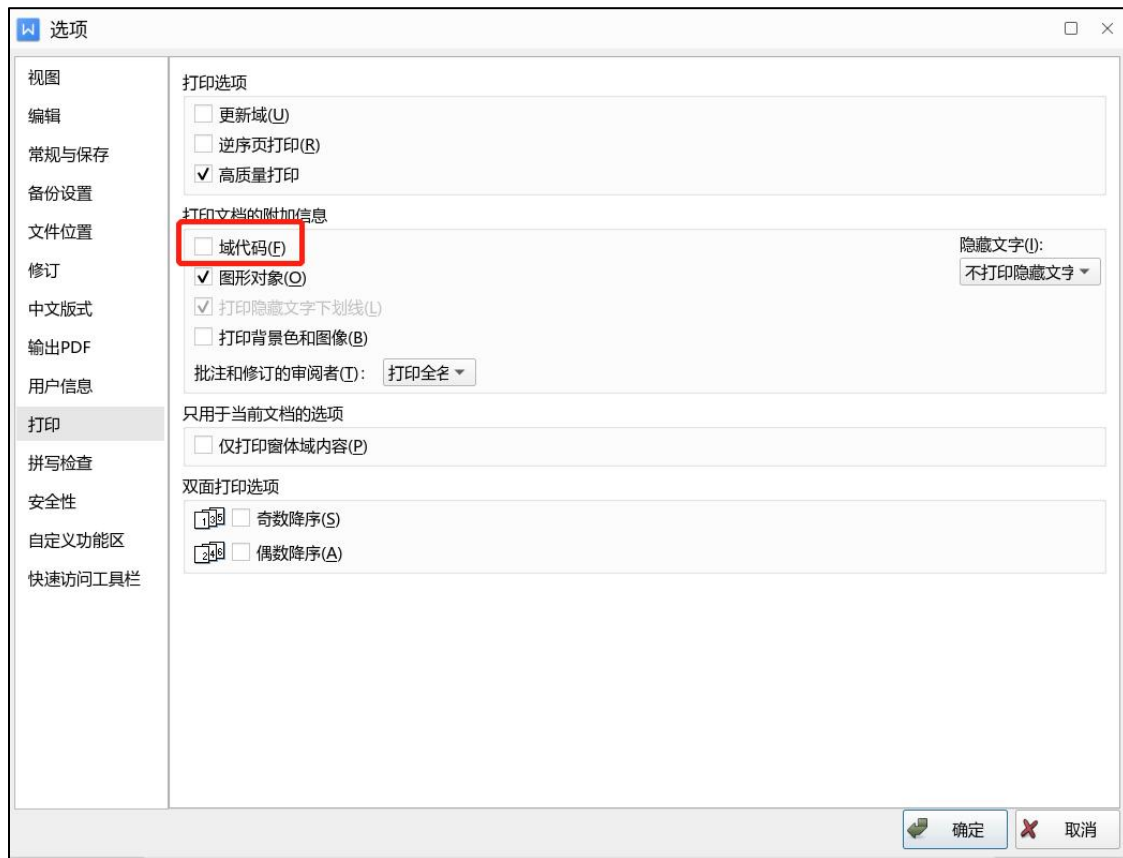 选项
视图
编辑
常规与保存
备份设置
文件位置
修订
中文版式
输出PDF
用户信息
打印
拼写检查
安全性
自定义功能区
快速访问工具栏
打印选项
更新域(U)
逆序页打印(R)
高质量打印
打印文档的附加信息
域代码(F)
隐藏文字(I):
图形对象(O)
不打印隐藏文字
打印隐藏文字下划线(L)
打印背景色和图像(B)
批注和修订的审阅者(T): 打印全名
只用于当前文档的选项
仅打印窗体域内容(P)
双面打印选项
135 奇数降序(S)
246 偶数降序(A)
确定 取消